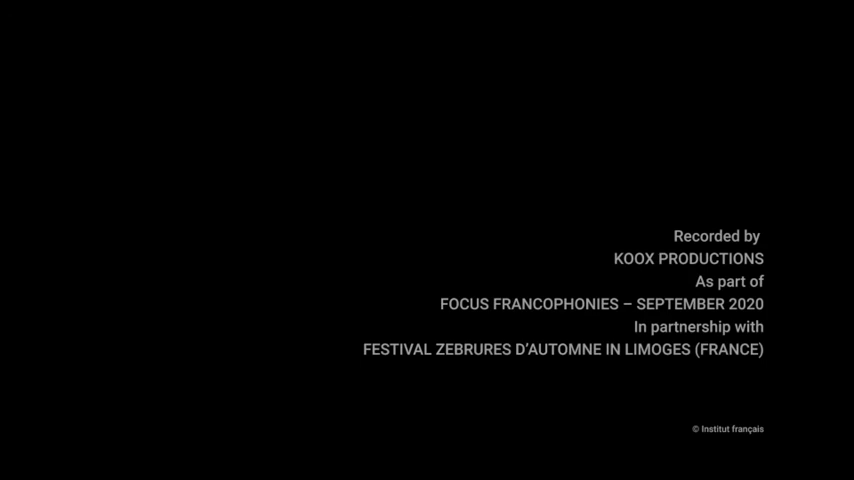 Recorded by
KOOX PRODUCTIONS
As part of
FOCUS FRANCOPHONIES – SEPTEMBER 2020
In partnership with
FESTIVAL ZEBRURES D’AUTOMNE IN LIMOGES (FRANCE)
© Institut français